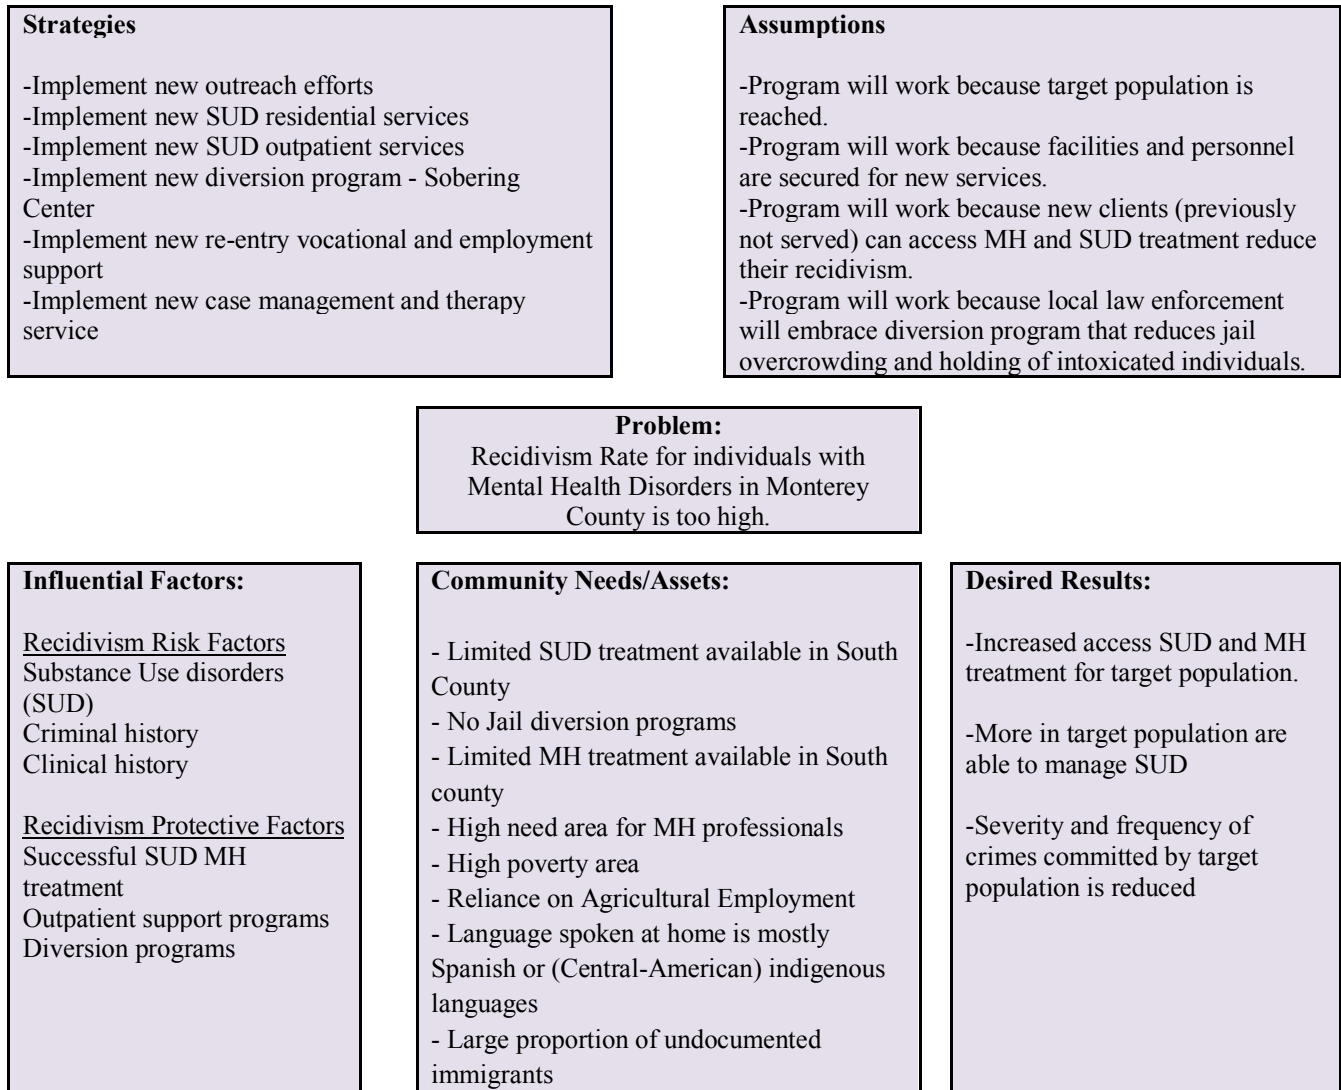 Strategies
-Implement new outreach efforts
-Implement new SUD residential services
-Implement new SUD outpatient services
-Implement new diversion program - Sobering
Center
-Implement new re-entry vocational and employment
support
-Implement new case management and therapy
service
Assumptions
-Program will work because target population is
reached.
-Program will work because facilities and personnel
are secured for new services.
-Program will work because new clients (previously
not served) can access MH and SUD treatment reduce
their recidivism.
-Program will work because local law enforcement
will embrace diversion program that reduces jail
overcrowding and holding of intoxicated individuals.
Problem:
Recidivism Rate for individuals with
Mental Health Disorders in Monterey
County is too high.
Influential Factors:
Recidivism Risk Factors
Substance Use disorders
(SUD)
Criminal history
Clinical history
Recidivism Protective Factors
Successful SUD MH
treatment
Outpatient support programs
Diversion programs
Community Needs/Assets:
- Limited SUD treatment available in South
County
- No Jail diversion programs
- Limited MH treatment available in South
county
- High need area for MH professionals
- High poverty area
- Reliance on Agricultural Employment
- Language spoken at home is mostly
Spanish or (Central-American) indigenous
languages
- Large proportion of undocumented
immigrants
Desired Results:
-Increased access SUD and MH
treatment for target population.
-More in target population are
able to manage SUD
-Severity and frequency of
crimes committed by target
population is reduced